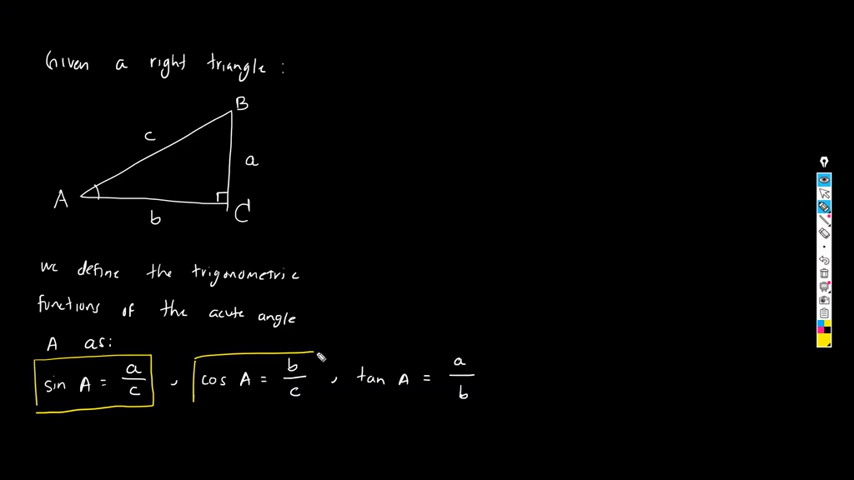 Given a right triangle :
B
c
a
A
b
C
we define the trigonometric
functions of the acute angle
A as:
sin A = a/c , cos A = b/c , tan A = a/b